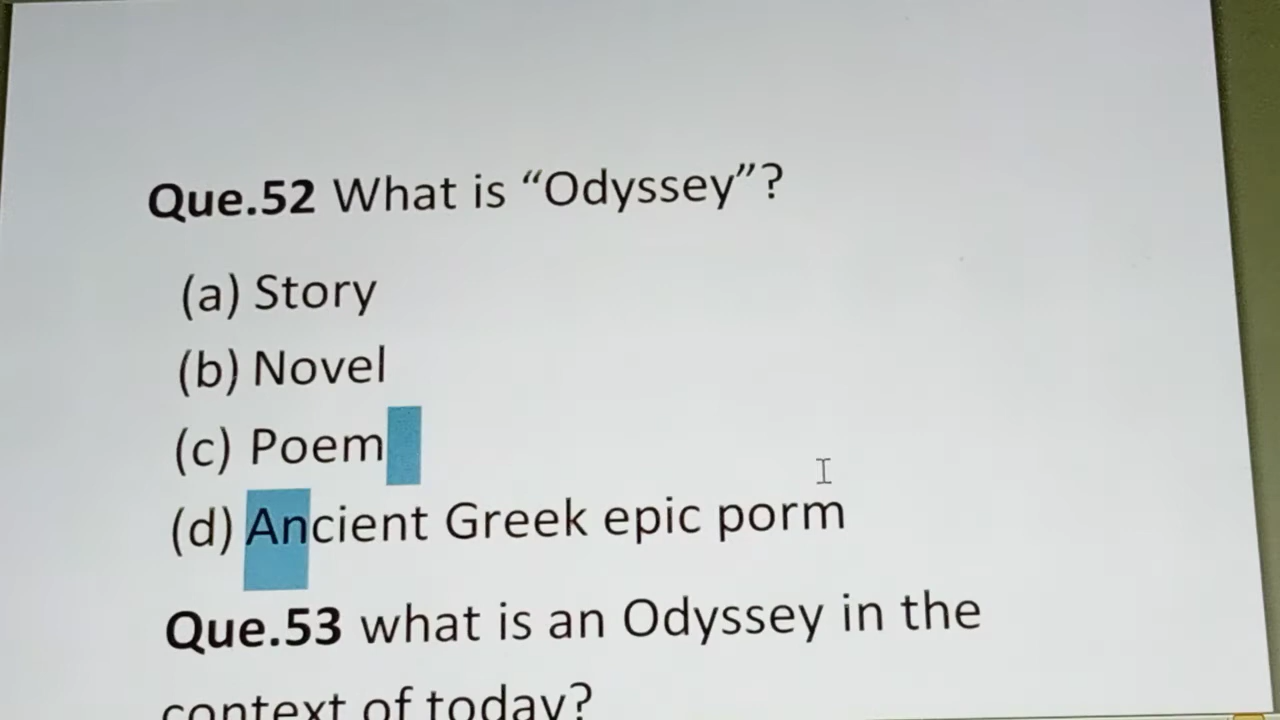 Que.52 What is “Odyssey”?
(a) Story
(b) Novel
(c) Poem
(d) Ancient Greek epic porm
Que.53 what is an Odyssey in the
context of today?